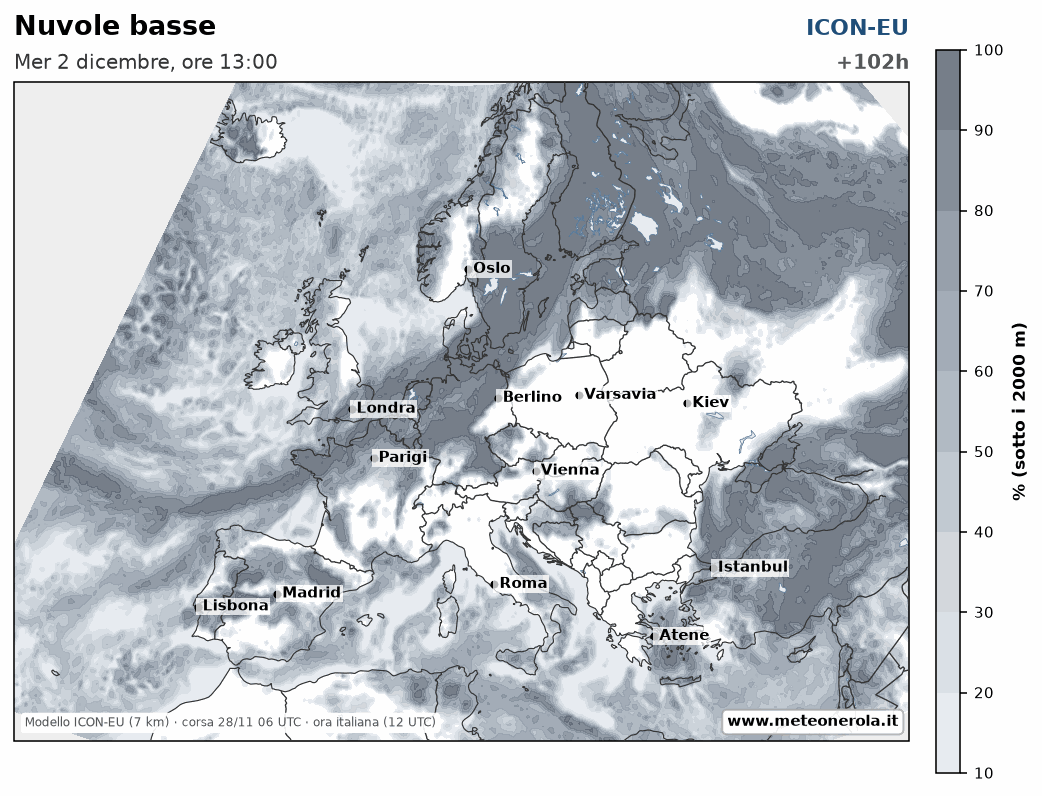 Nuvole basse
ICON-EU
Mer 2 dicembre, ore 13:00
+102h
100
90
80
70
60
50
40
30
20
10
% (sotto i 2000 m)
Oslo
Londra
Berlino
Varsavia
Kiev
Parigi
Vienna
Istanbul
Roma
Madrid
Lisbona
Atene
Modello ICON-EU (7 km) · corsa 28/11 06 UTC · ora italiana (12 UTC)
www.meteonerola.it